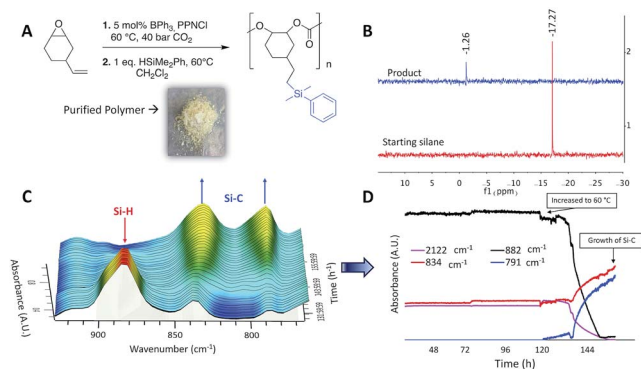 A
1. 5 mol% BPh₃, PPNCl
60 °C, 40 bar CO₂
2. 1 eq. HSiMe₂Ph, 60°C
CH₂Cl₂
O
O
O
O
n
Si
Purified Polymer →
B
-1.26
-17.27
Product
Starting silane
2
1
10 5 0 -5 -10 -15 -20 -25 -30
f1 (ppm)
C
Si-H
Si-C
Absorbance (A.U.)
Time (h)
900 850 800
Wavenumber (cm⁻¹)
D
Increased to 60 °C
Growth of Si-C
2122 cm⁻¹
882 cm⁻¹
834 cm⁻¹
791 cm⁻¹
Absorbance (A.U.)
48 72 96 120 144
Time (h)